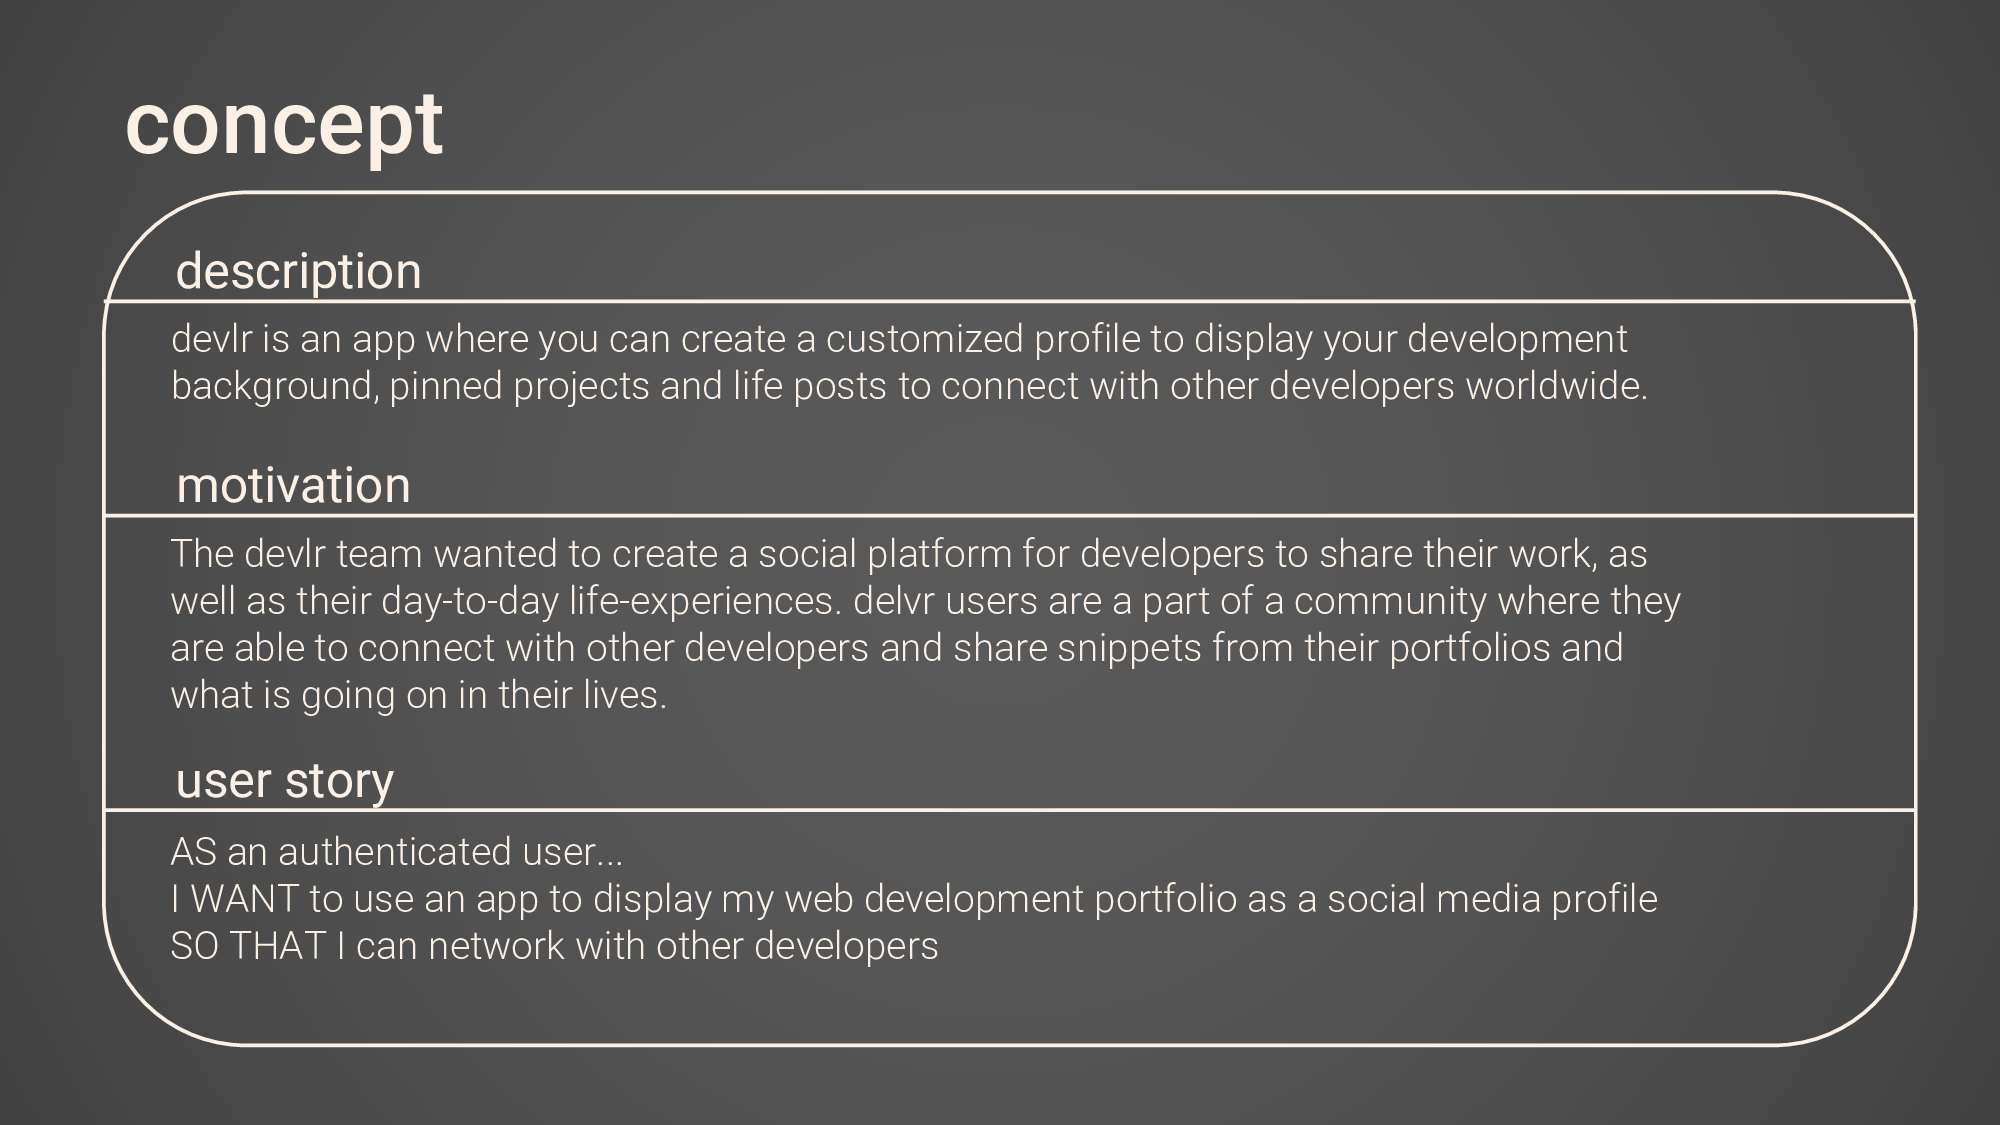 concept
description
devlr is an app where you can create a customized profile to display your development
background, pinned projects and life posts to connect with other developers worldwide.
motivation
The devlr team wanted to create a social platform for developers to share their work, as
well as their day-to-day life-experiences. delvr users are a part of a community where they
are able to connect with other developers and share snippets from their portfolios and
what is going on in their lives.
user story
AS an authenticated user...
I WANT to use an app to display my web development portfolio as a social media profile
SO THAT I can network with other developers